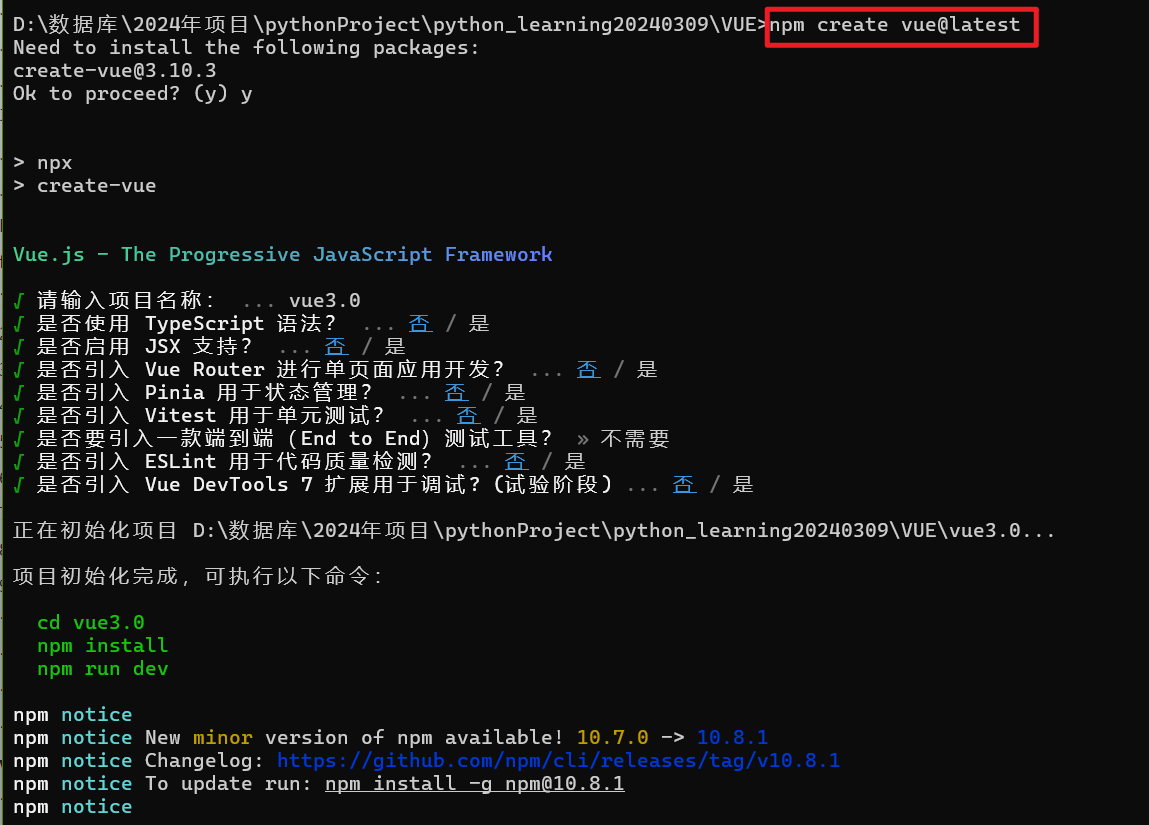 D:\数据库\2024年项目\pythonProject\python_learning20240309\VUE>npm create vue@latest
Need to install the following packages:
create-vue@3.10.3
Ok to proceed? (y) y
> npx
> create-vue
Vue.js - The Progressive JavaScript Framework
√ 请输入项目名称： ... vue3.0
√ 是否使用 TypeScript 语法？ ... 否 / 是
√ 是否启用 JSX 支持？ ... 否 / 是
√ 是否引入 Vue Router 进行单页面应用开发？ ... 否 / 是
√ 是否引入 Pinia 用于状态管理？ ... 否 / 是
√ 是否引入 Vitest 用于单元测试？ ... 否 / 是
√ 是否要引入一款端到端（End to End）测试工具？ » 不需要
√ 是否引入 ESLint 用于代码质量检测？ ... 否 / 是
√ 是否引入 Vue DevTools 7 扩展用于调试？(试验阶段) ... 否 / 是
正在初始化项目 D:\数据库\2024年项目\pythonProject\python_learning20240309\VUE\vue3.0...
项目初始化完成，可执行以下命令：
cd vue3.0
npm install
npm run dev
npm notice
npm notice New minor version of npm available! 10.7.0 -> 10.8.1
npm notice Changelog: https://github.com/npm/cli/releases/tag/v10.8.1
npm notice To update run: npm install -g npm@10.8.1
npm notice